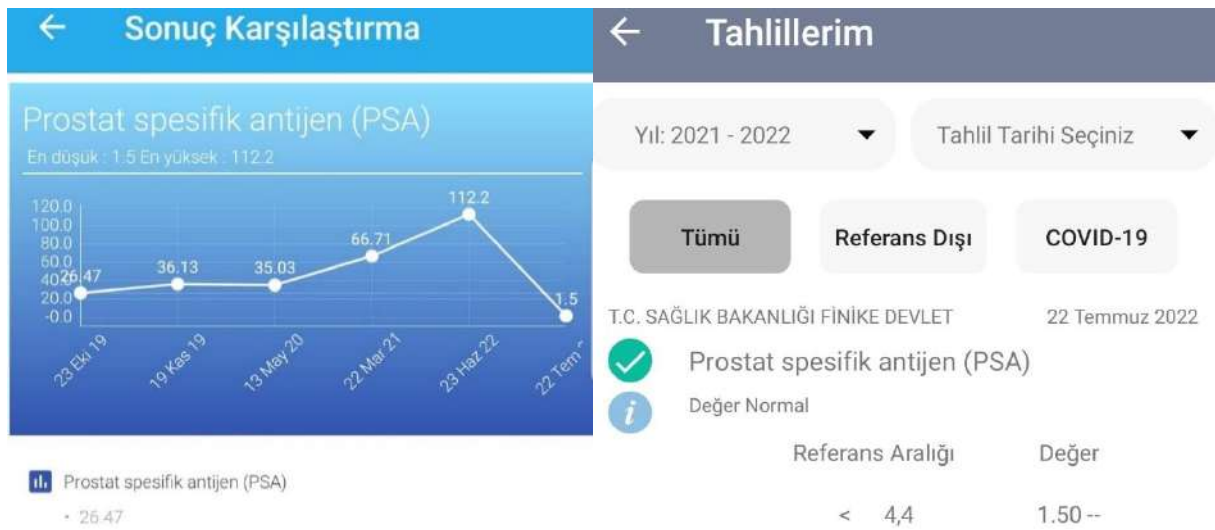 Sonuç Karşılaştırma
Prostat spesifik antijen (PSA)
En düşük : 1.5 En yüksek : 112.2
120.0
100.0
80.0
60.0
40.0
20.0
-0.0
26.47
36.13
35.03
66.71
112.2
1.5
23 Eki 19
19 Kas 19
13 May 20
22 Mar 21
23 Haz 22
22 Tem
Prostat spesifik antijen (PSA)
• 26.47
Tahlillerim
Yıl: 2021 - 2022
Tahlil Tarihi Seçiniz
Tümü
Referans Dışı
COVID-19
T.C. SAĞLIK BAKANLIĞI FİNİKE DEVLET 22 Temmuz 2022
Prostat spesifik antijen (PSA)
i Değer Normal
Referans Aralığı Değer
< 4,4 1.50 --